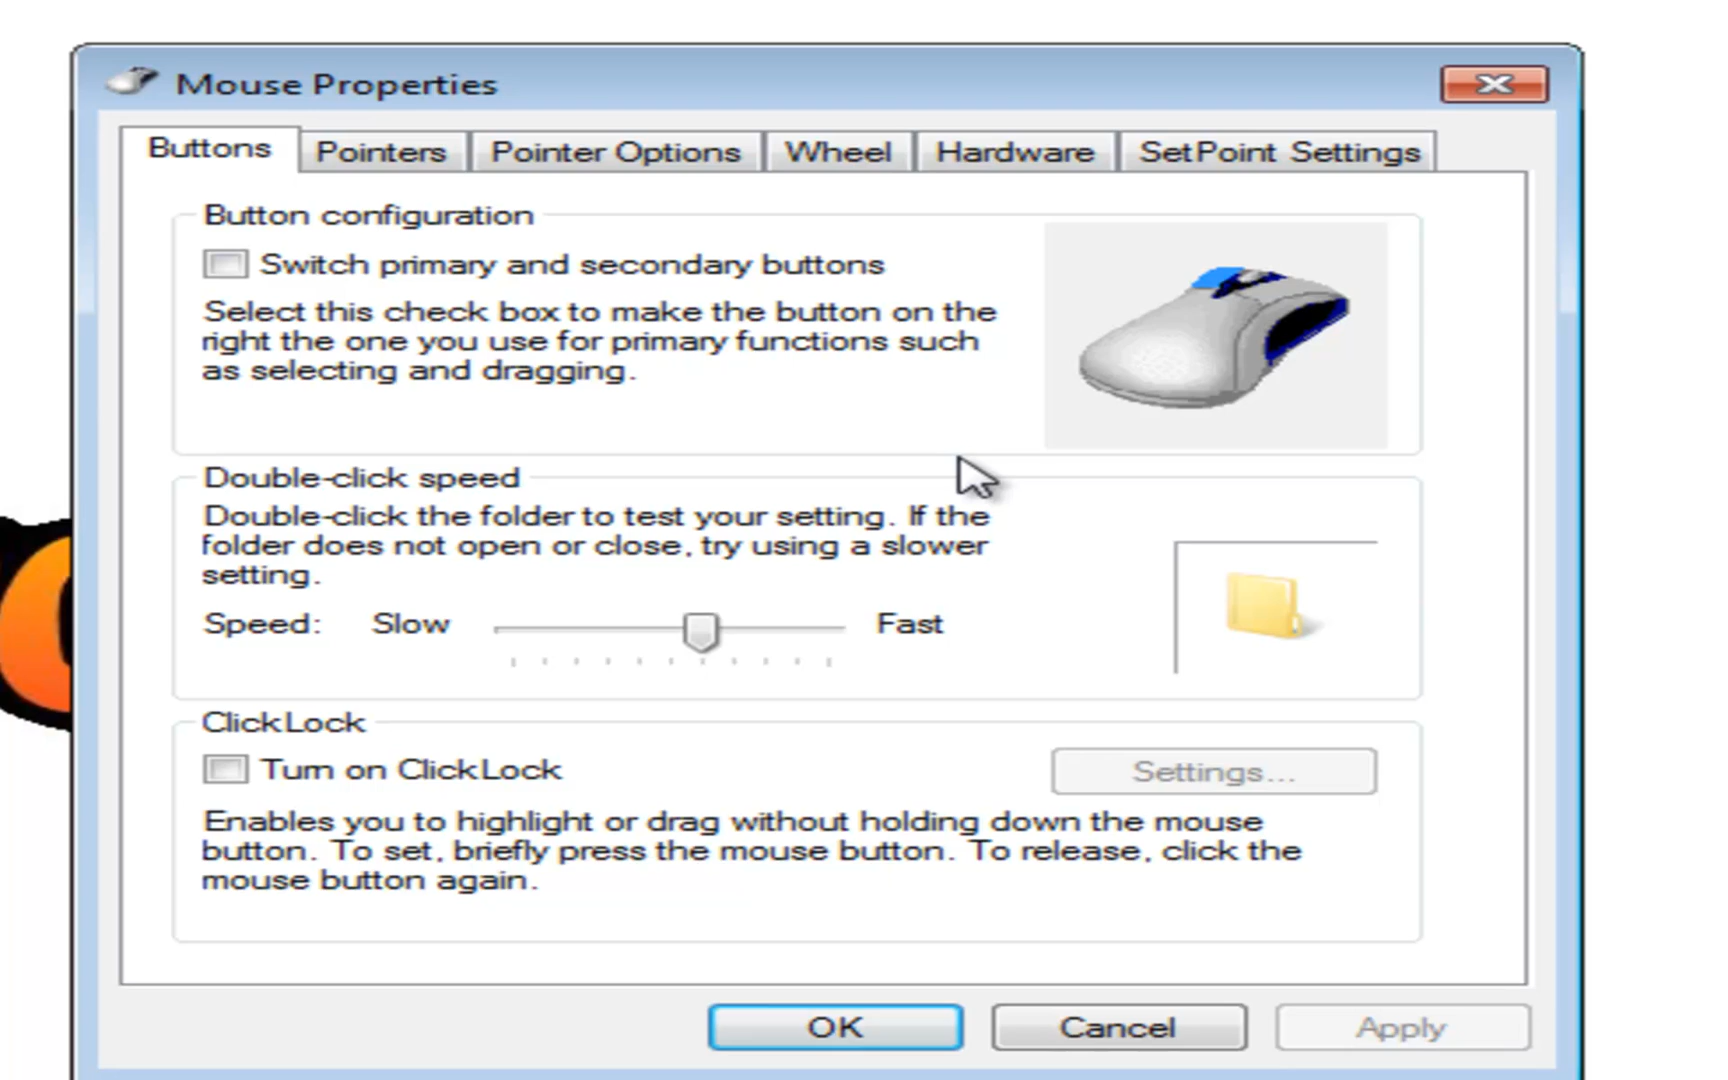 Mouse Properties
Buttons Pointers Pointer Options Wheel Hardware SetPoint Settings
Button configuration
Switch primary and secondary buttons
Select this check box to make the button on the
right the one you use for primary functions such
as selecting and dragging.
Double-click speed
Double-click the folder to test your setting. If the
folder does not open or close, try using a slower
setting.
Speed: Slow Fast
ClickLock
Turn on ClickLock
Settings...
Enables you to highlight or drag without holding down the mouse
button. To set, briefly press the mouse button. To release, click the
mouse button again.
OK Cancel Apply